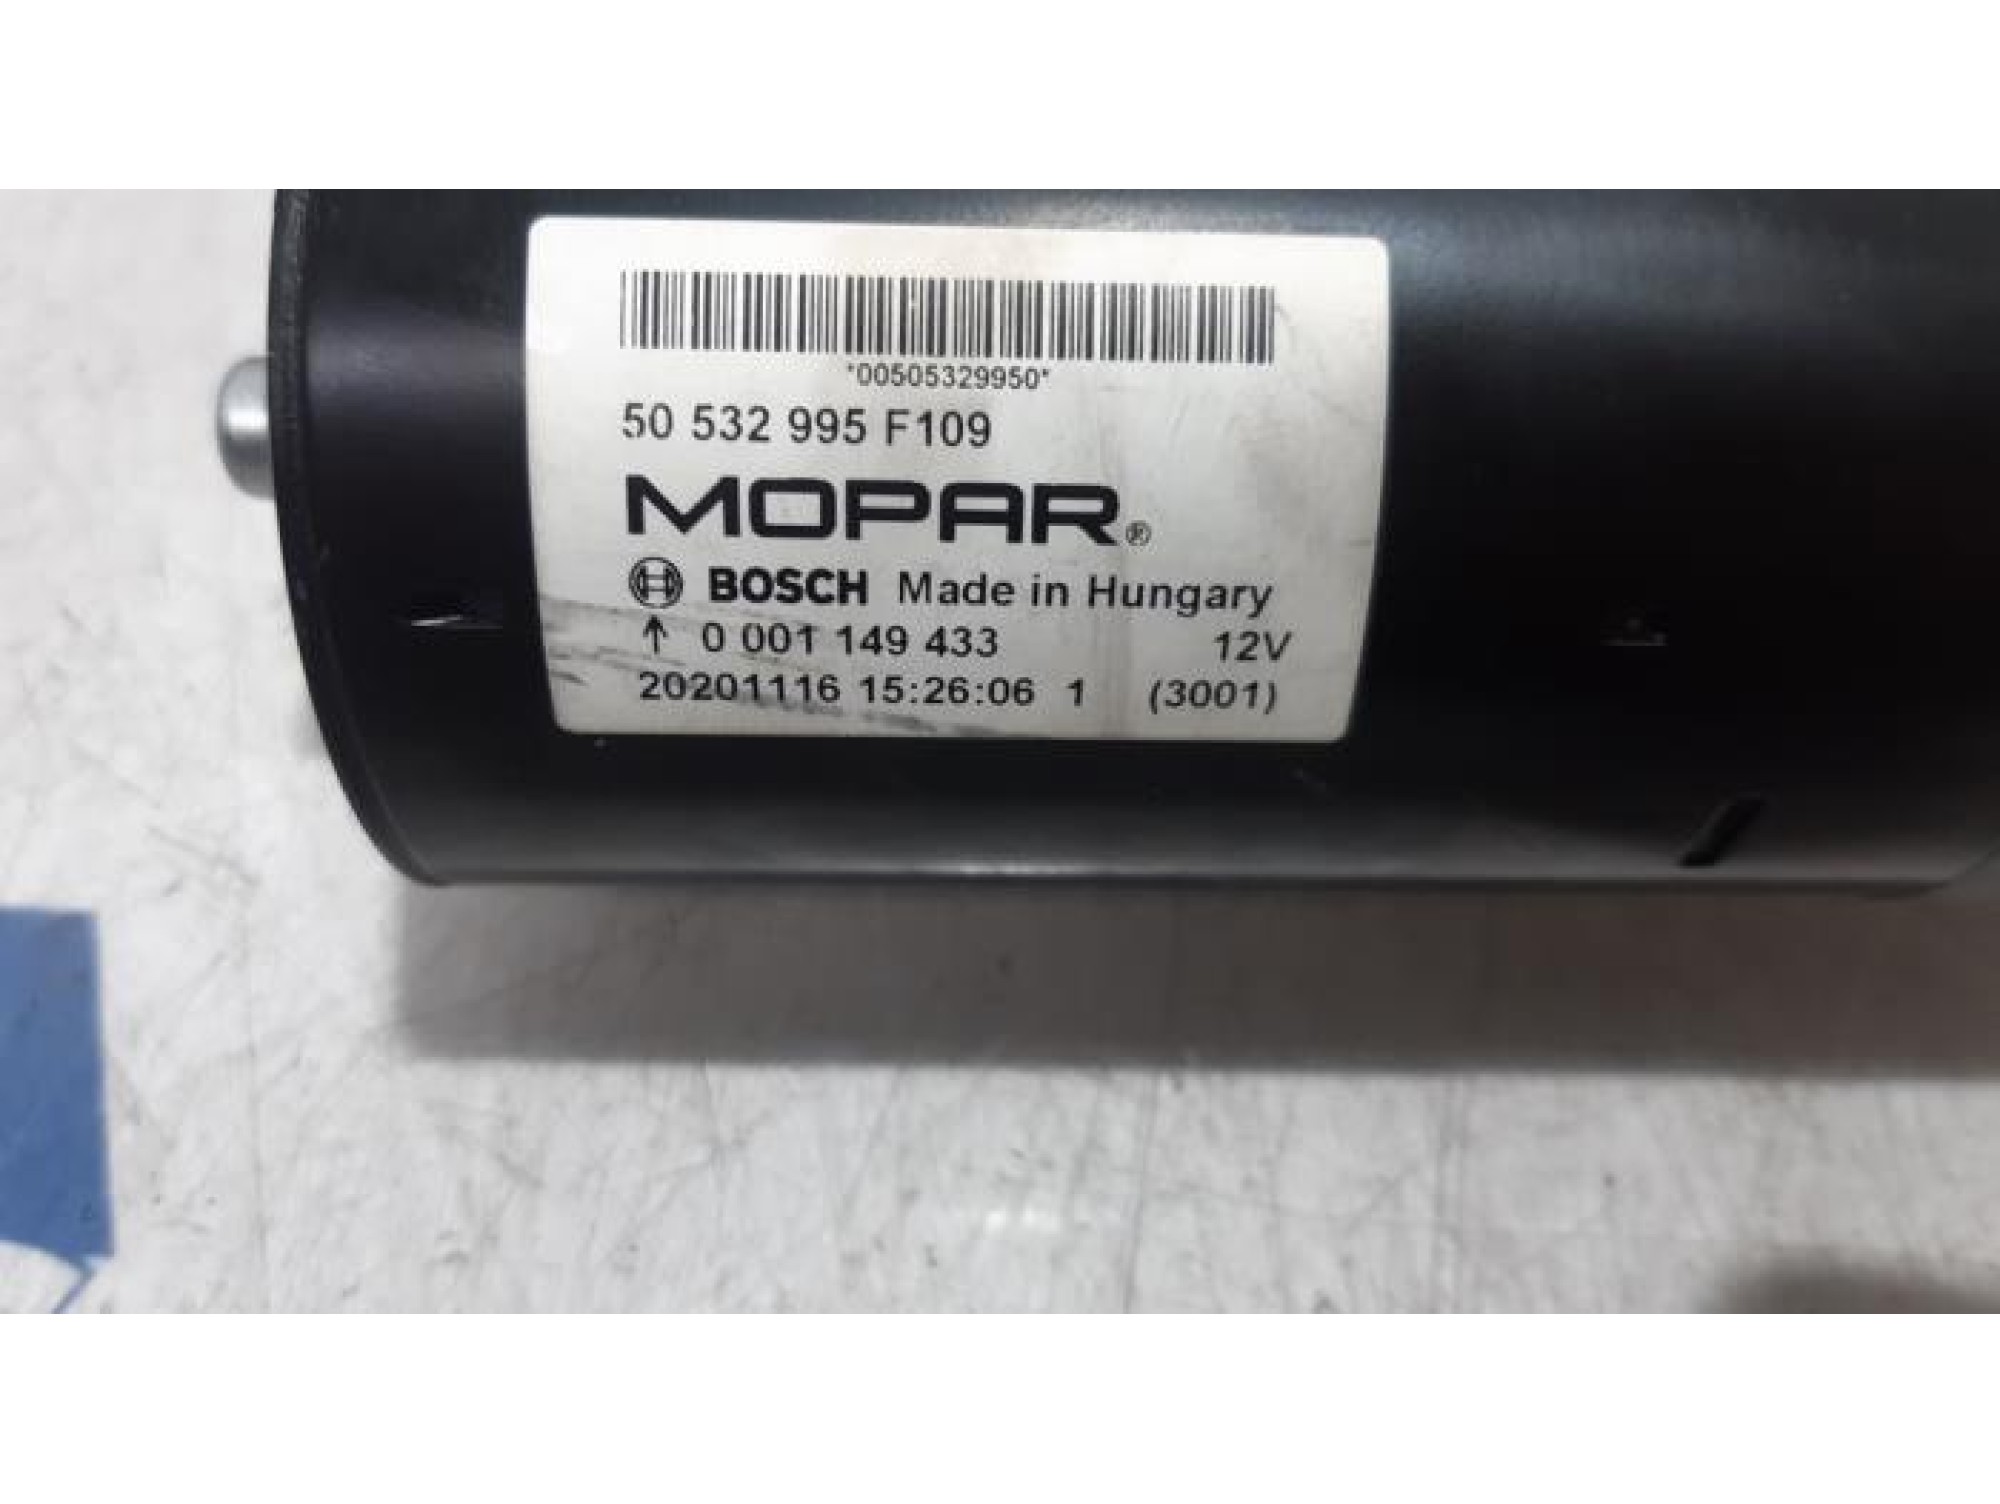 *00505329950*
50 532 995 F109
MOPAR®
BOSCH Made in Hungary
↑ 0 001 149 433 12V
20201116 15:26:06 1 (3001)